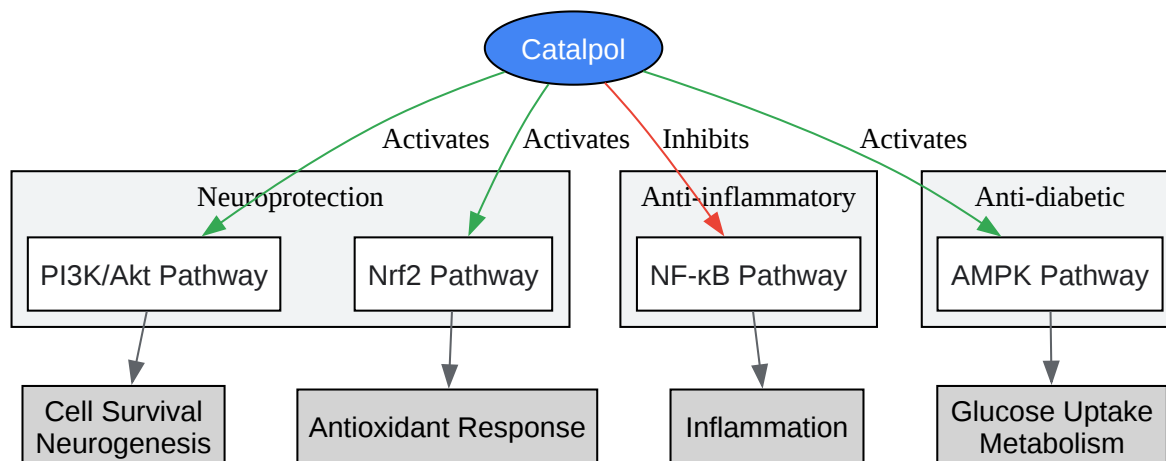 Catalpol
Activates
Activates
Inhibits
Activates
Neuroprotection
Anti-inflammatory
Anti-diabetic
PI3K/Akt Pathway
Nrf2 Pathway
NF-κB Pathway
AMPK Pathway
Cell Survival
Neurogenesis
Antioxidant Response
Inflammation
Glucose Uptake
Metabolism